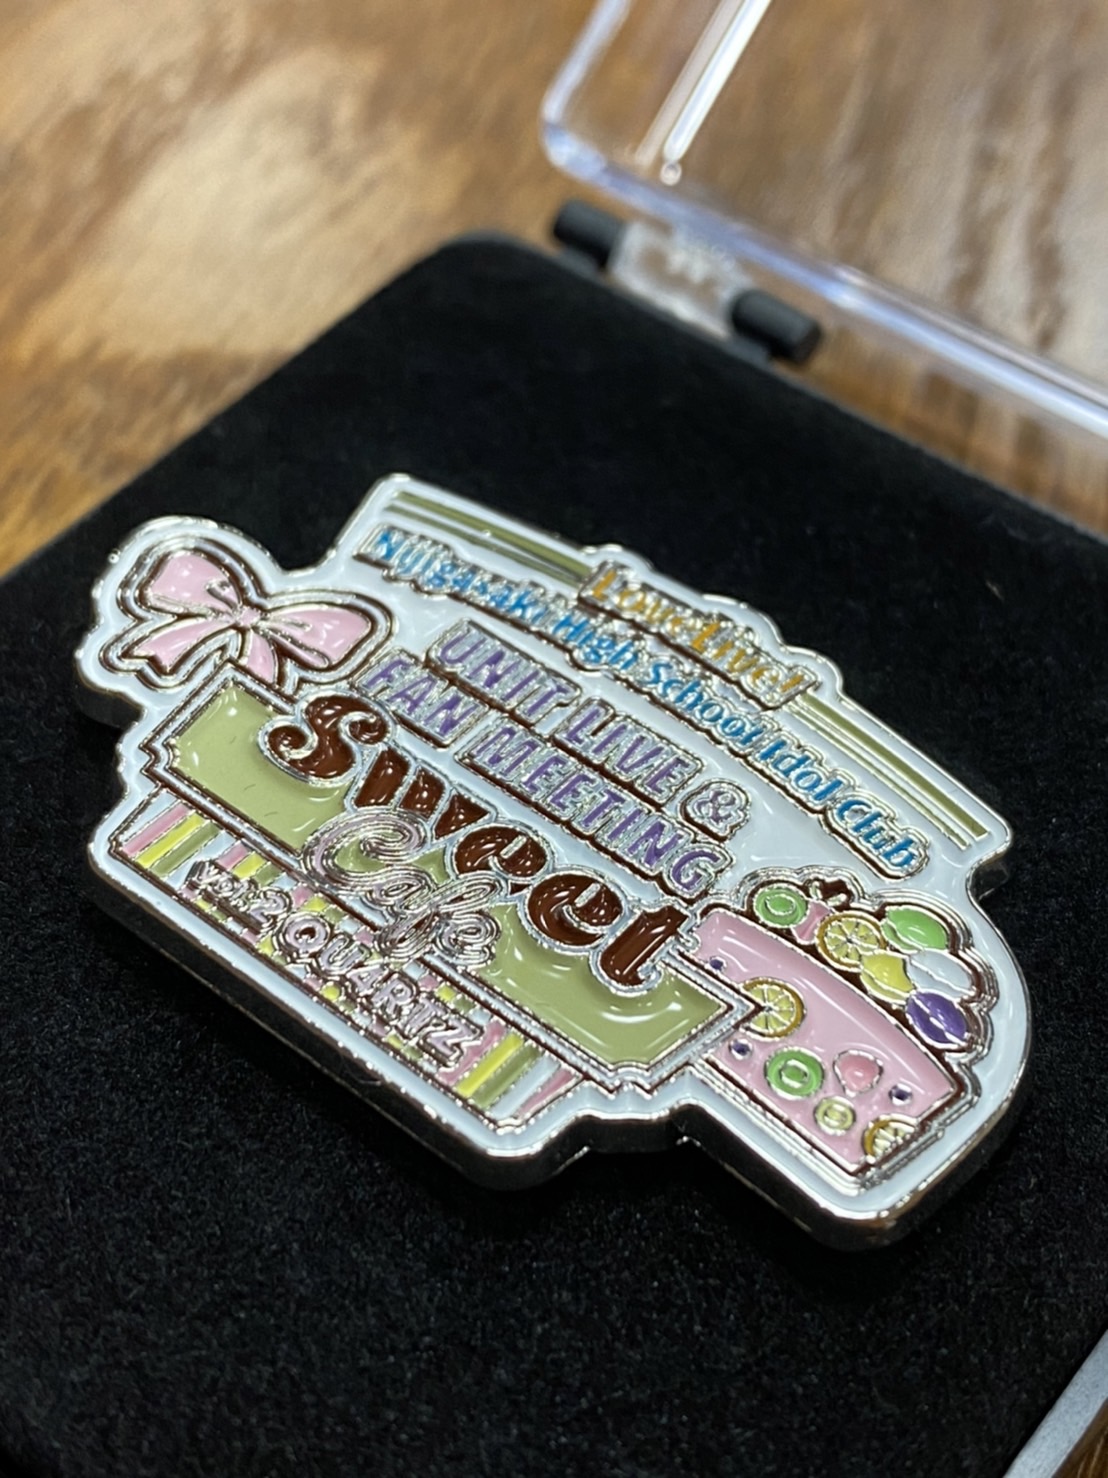 LoveLive!
Nijigasaki High School Idol Club
UNIT LIVE &
FAN MEETING
Sweet
Cafe
vol.2 QU4RTZ